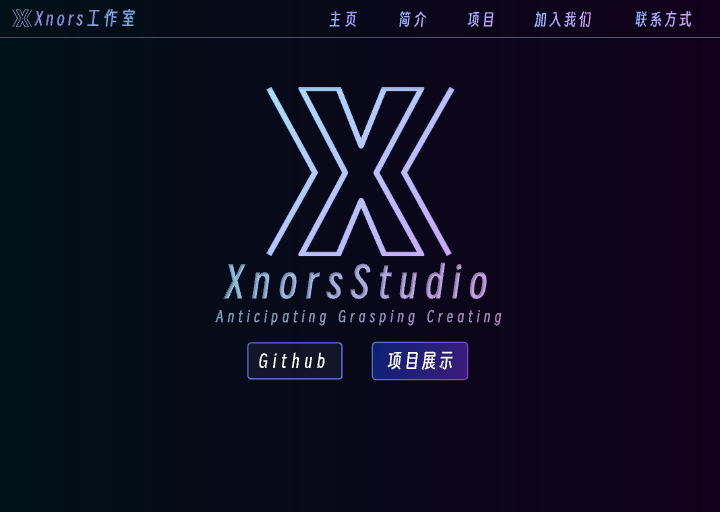 Xnors工作室 主页 简介 项目 加入我们 联系方式
XnorsStudio
Anticipating Grasping Creating
Github 项目展示